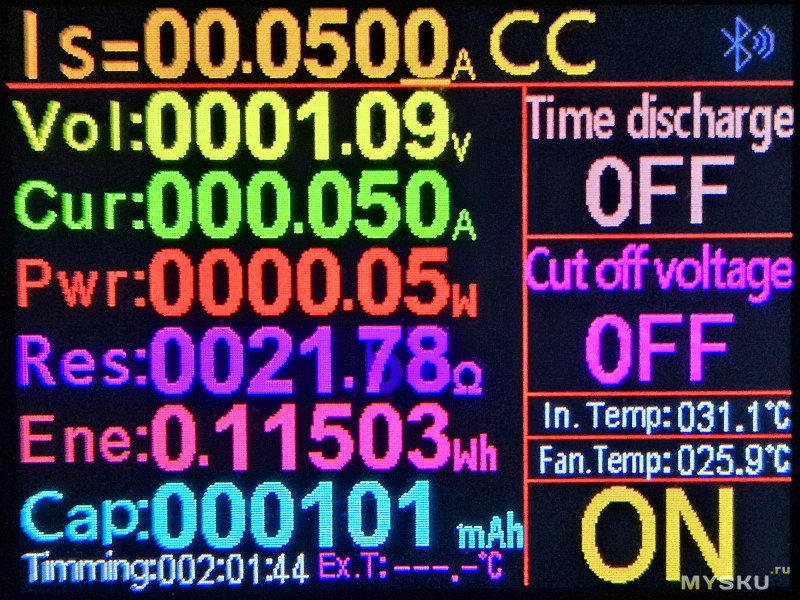 Is=00.0500A CC
Vol:0001.09V
Cur:000.050A
Pwr:0000.05W
Res:0021.78Ω
Ene:0.11503Wh
Cap:000101 mAh
Timming:002:01:44 Ex.T:---.-°C
Time discharge
OFF
Cut off voltage
OFF
In. Temp:031.1°C
Fan.Temp:025.9°C
ON
MYSKU.ru